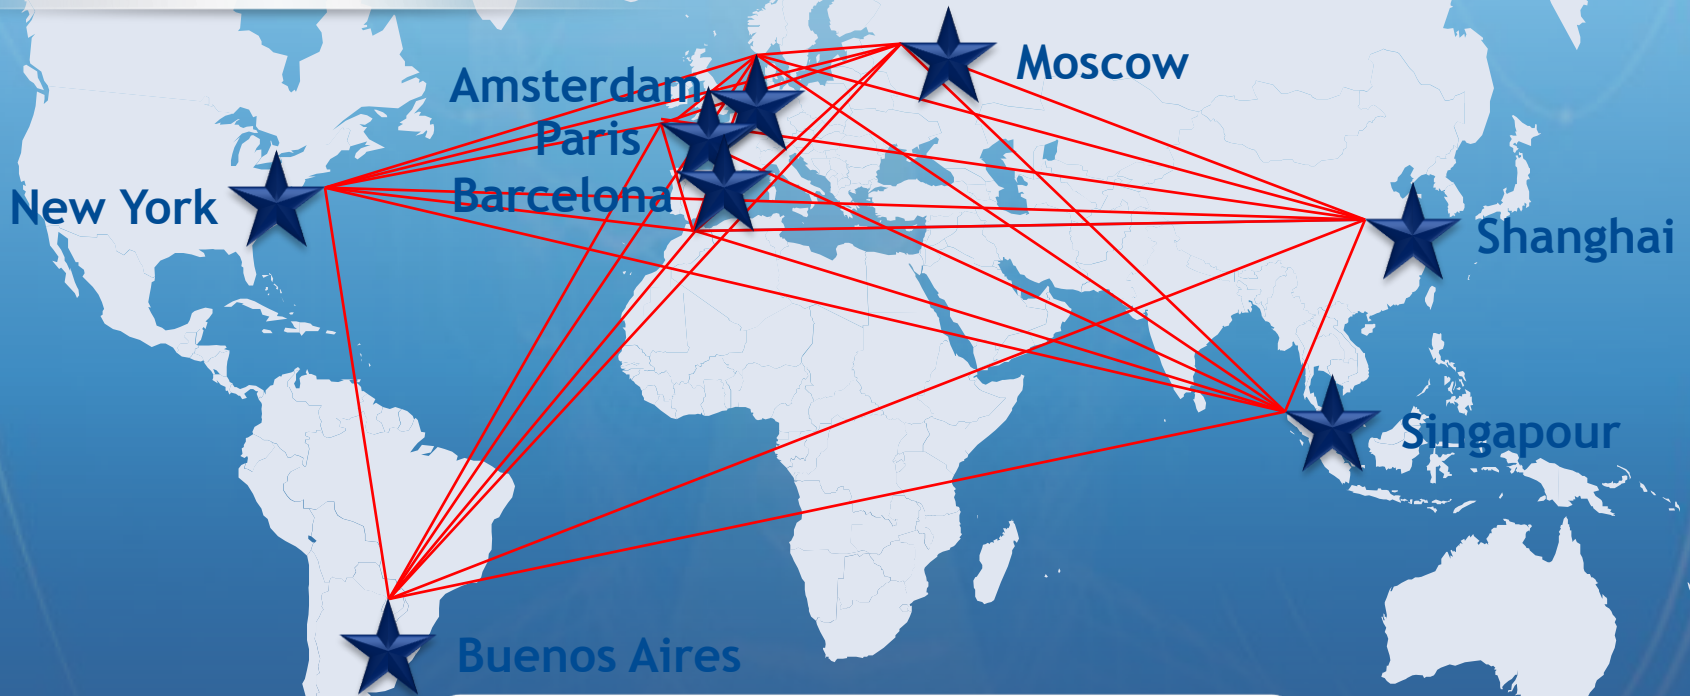 Moscow
Amsterdam
Paris
Barcelona
New York
Shanghai
Singapour
Buenos Aires